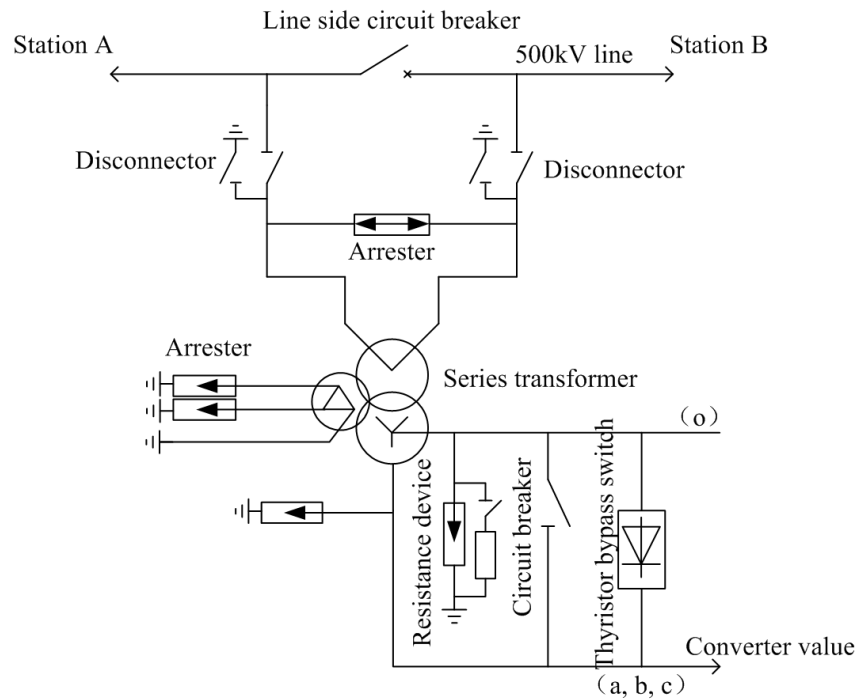 Line side circuit breaker
Station A
500kV line
Station B
Disconnector
Disconnector
Arrester
Arrester
Series transformer
(o)
Resistance device
Circuit breaker
Thyristor bypass switch
Converter value
(a, b, c)